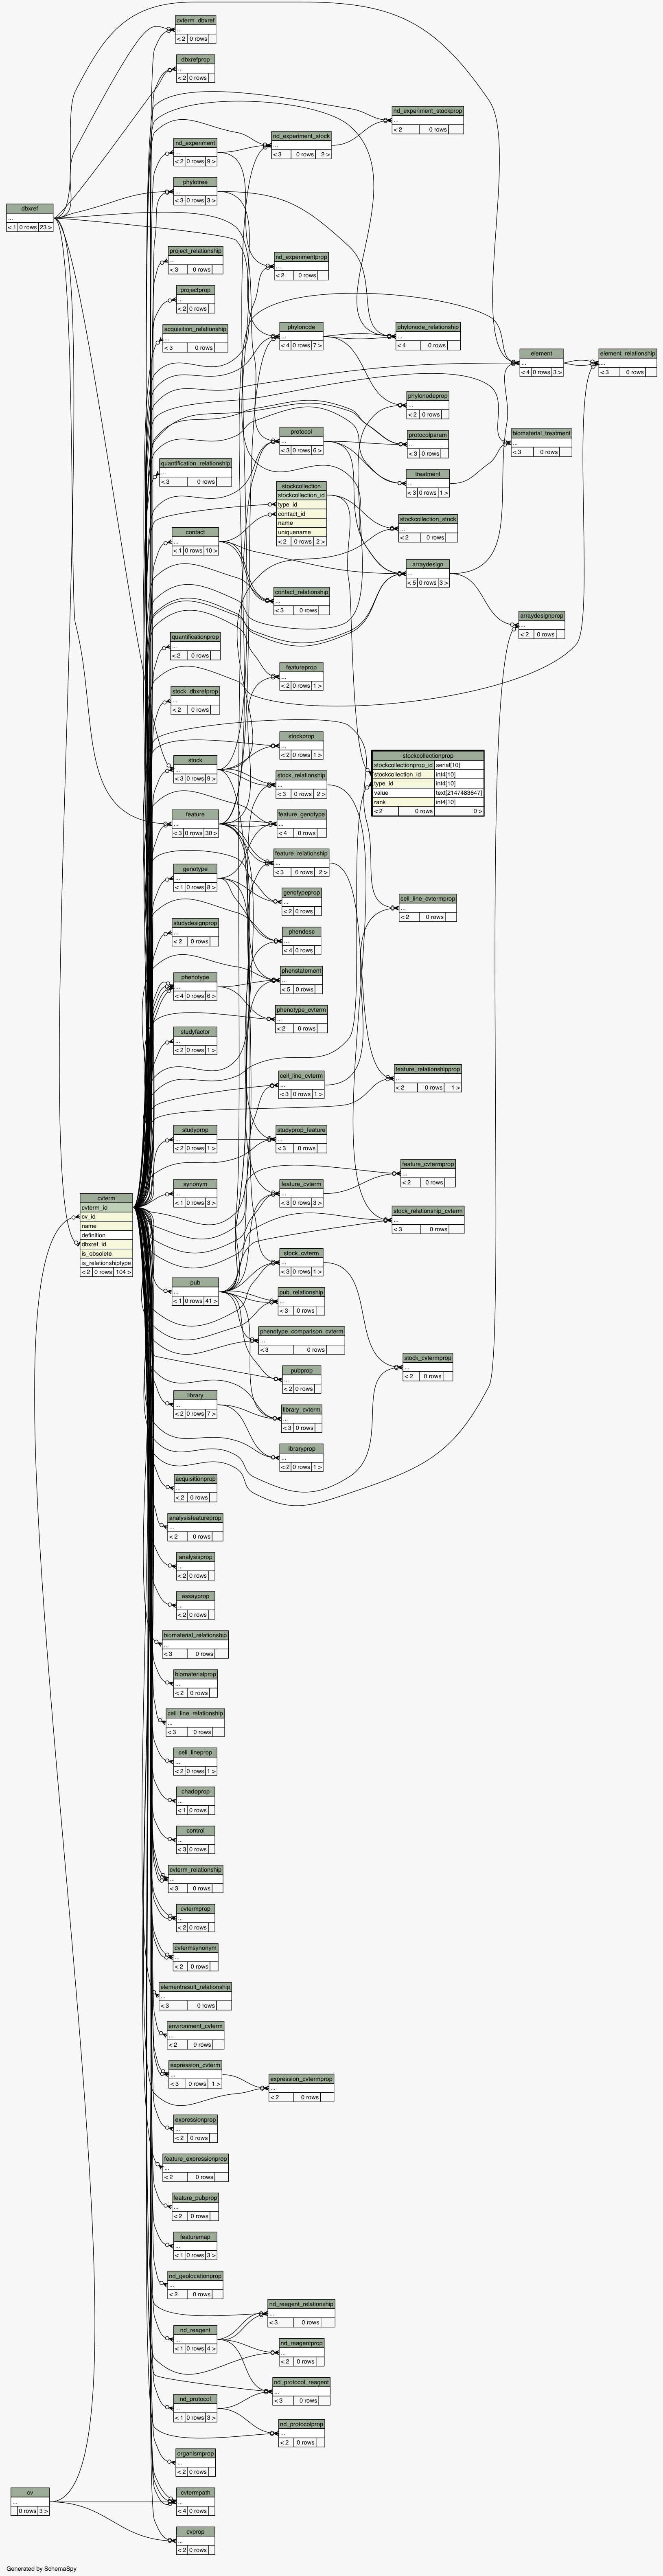 cvterm_dbxref
...
< 2 0 rows
dbxrefprop
...
< 2 0 rows
nd_experiment_stockprop
...
< 2 0 rows
nd_experiment_stock
...
< 3 0 rows 2 >
nd_experiment
...
< 2 0 rows 9 >
phylotree
...
< 3 0 rows 3 >
dbxref
...
< 1 0 rows 23 >
project_relationship
...
< 3 0 rows
nd_experimentprop
...
< 2 0 rows
projectprop
...
< 2 0 rows
acquisition_relationship
...
< 3 0 rows
phylonode
...
< 4 0 rows 7 >
phylonode_relationship
...
< 4 0 rows
element
...
< 4 0 rows 3 >
element_relationship
...
< 3 0 rows
phylonodeprop
...
< 2 0 rows
protocol
...
< 3 0 rows 6 >
protocolparam
...
< 3 0 rows
biomaterial_treatment
...
< 3 0 rows
quantification_relationship
...
< 3 0 rows
treatment
...
< 3 0 rows 1 >
stockcollection
stockcollection_id
type_id
contact_id
name
uniquename
< 2 0 rows 2 >
stockcollection_stock
...
< 2 0 rows
contact
...
< 1 0 rows 10 >
arraydesign
...
< 5 0 rows 3 >
contact_relationship
...
< 3 0 rows
arraydesignprop
...
< 2 0 rows
quantificationprop
...
< 2 0 rows
featureprop
...
< 2 0 rows 1 >
stock_dbxrefprop
...
< 2 0 rows
stockprop
...
< 2 0 rows 1 >
stock
...
< 3 0 rows 9 >
stockcollectionprop
stockcollectionprop_id serial[10]
stockcollection_id int4[10]
type_id int4[10]
value text[2147483647]
rank int4[10]
< 2 0 rows 0 >
stock_relationship
...
< 3 0 rows 2 >
feature
...
< 3 0 rows 30 >
feature_genotype
...
< 4 0 rows
feature_relationship
...
< 3 0 rows 2 >
genotype
...
< 1 0 rows 8 >
genotypeprop
...
< 2 0 rows
cell_line_cvtermprop
...
< 2 0 rows
studydesignprop
...
< 2 0 rows
phendesc
...
< 4 0 rows
phenotype
...
< 4 0 rows 6 >
phenstatement
...
< 5 0 rows
phenotype_cvterm
...
< 2 0 rows
studyfactor
...
< 2 0 rows 1 >
cell_line_cvterm
...
< 3 0 rows 1 >
feature_relationshipprop
...
< 2 0 rows 1 >
studyprop
...
< 2 0 rows 1 >
studyprop_feature
...
< 3 0 rows
feature_cvtermprop
...
< 2 0 rows
synonym
...
< 1 0 rows 3 >
feature_cvterm
...
< 3 0 rows 3 >
cvterm
cvterm_id
cv_id
name
definition
dbxref_id
is_obsolete
is_relationshiptype
< 2 0 rows 104 >
stock_relationship_cvterm
...
< 3 0 rows
stock_cvterm
...
< 3 0 rows 1 >
pub
...
< 1 0 rows 41 >
pub_relationship
...
< 3 0 rows
phenotype_comparison_cvterm
...
< 3 0 rows
stock_cvtermprop
...
< 2 0 rows
pubprop
...
< 2 0 rows
library
...
< 2 0 rows 7 >
library_cvterm
...
< 3 0 rows
libraryprop
...
< 2 0 rows 1 >
acquisitionprop
...
< 2 0 rows
analysisfeatureprop
...
< 2 0 rows
analysisprop
...
< 2 0 rows
assayprop
...
< 2 0 rows
biomaterial_relationship
...
< 3 0 rows
biomaterialprop
...
< 2 0 rows
cell_line_relationship
...
< 3 0 rows
cell_lineprop
...
< 2 0 rows 1 >
chadoprop
...
< 1 0 rows
control
...
< 3 0 rows
cvterm_relationship
...
< 3 0 rows
cvtermprop
...
< 2 0 rows
cvtermsynonym
...
< 2 0 rows
elementresult_relationship
...
< 3 0 rows
environment_cvterm
...
< 2 0 rows
expression_cvterm
...
< 3 0 rows 1 >
expression_cvtermprop
...
< 2 0 rows
expressionprop
...
< 2 0 rows
feature_expressionprop
...
< 2 0 rows
feature_pubprop
...
< 2 0 rows
featuremap
...
< 1 0 rows 3 >
nd_geolocationprop
...
< 2 0 rows
nd_reagent_relationship
...
< 3 0 rows
nd_reagent
...
< 1 0 rows 4 >
nd_reagentprop
...
< 2 0 rows
nd_protocol_reagent
...
< 3 0 rows
nd_protocol
...
< 1 0 rows 3 >
nd_protocolprop
...
< 2 0 rows
organismprop
...
< 2 0 rows
cv
...
0 rows 3 >
cvtermpath
...
< 4 0 rows
cvprop
...
< 2 0 rows
Generated by SchemaSpy